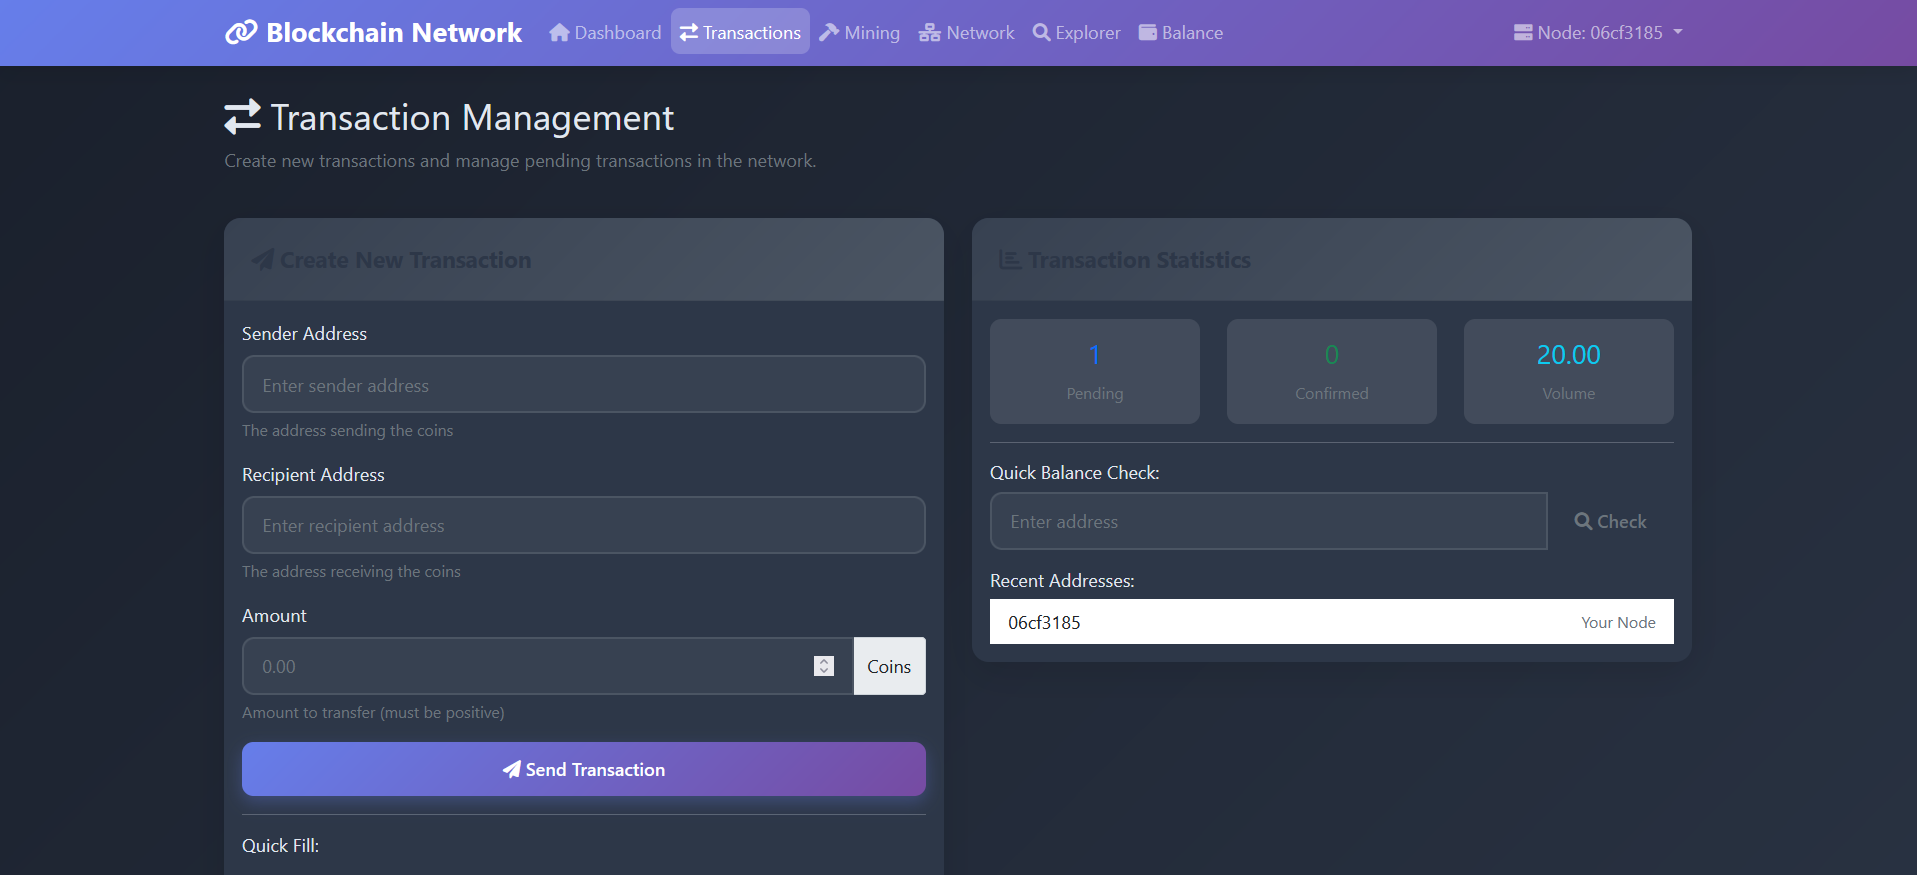 Blockchain Network Dashboard Transactions Mining Network Explorer Balance Node: 06cf3185
Transaction Management
Create new transactions and manage pending transactions in the network.
Create New Transaction
Sender Address
Enter sender address
The address sending the coins
Recipient Address
Enter recipient address
The address receiving the coins
Amount
0.00 Coins
Amount to transfer (must be positive)
Send Transaction
Quick Fill:
Transaction Statistics
1 0 20.00
Pending Confirmed Volume
Quick Balance Check:
Enter address Check
Recent Addresses:
06cf3185 Your Node